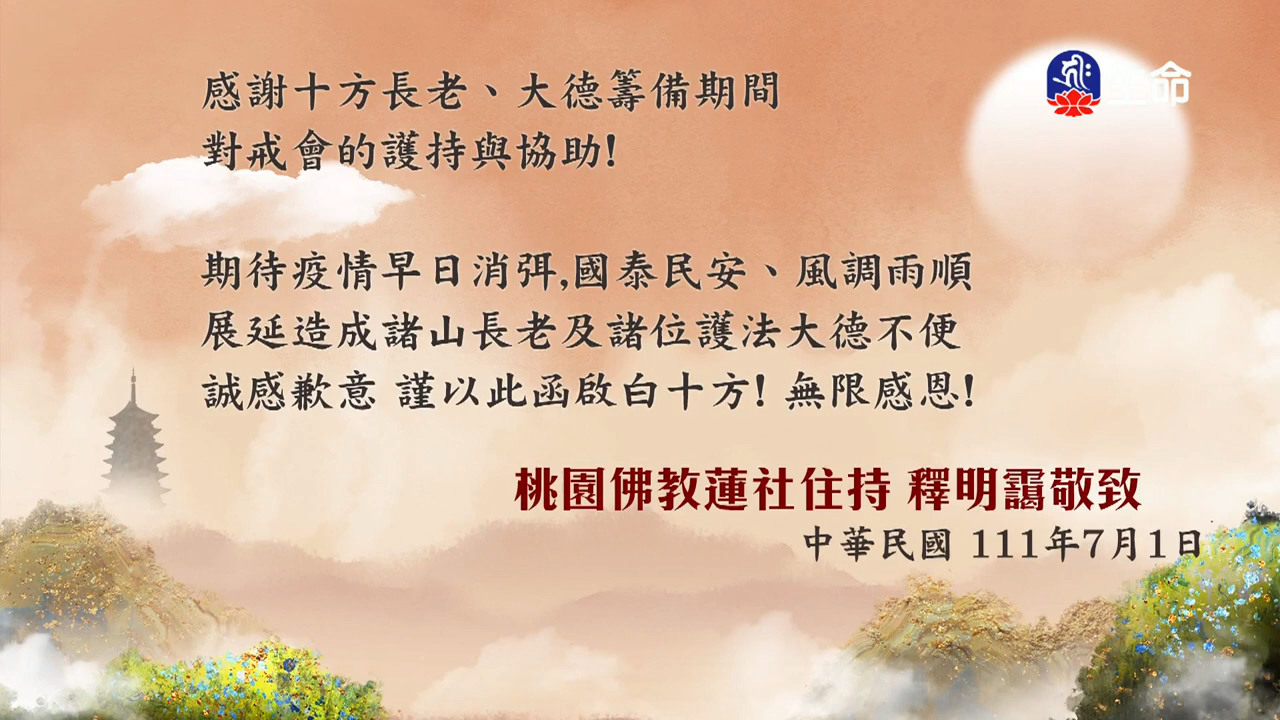 生命
感謝十方長老、大德籌備期間
對戒會的護持與協助!
期待疫情早日消弭,國泰民安、風調雨順
展延造成諸山長老及諸位護法大德不便
誠感歉意 謹以此函啟白十方! 無限感恩!
桃園佛教蓮社住持 釋明靄敬致
中華民國 111年7月1日